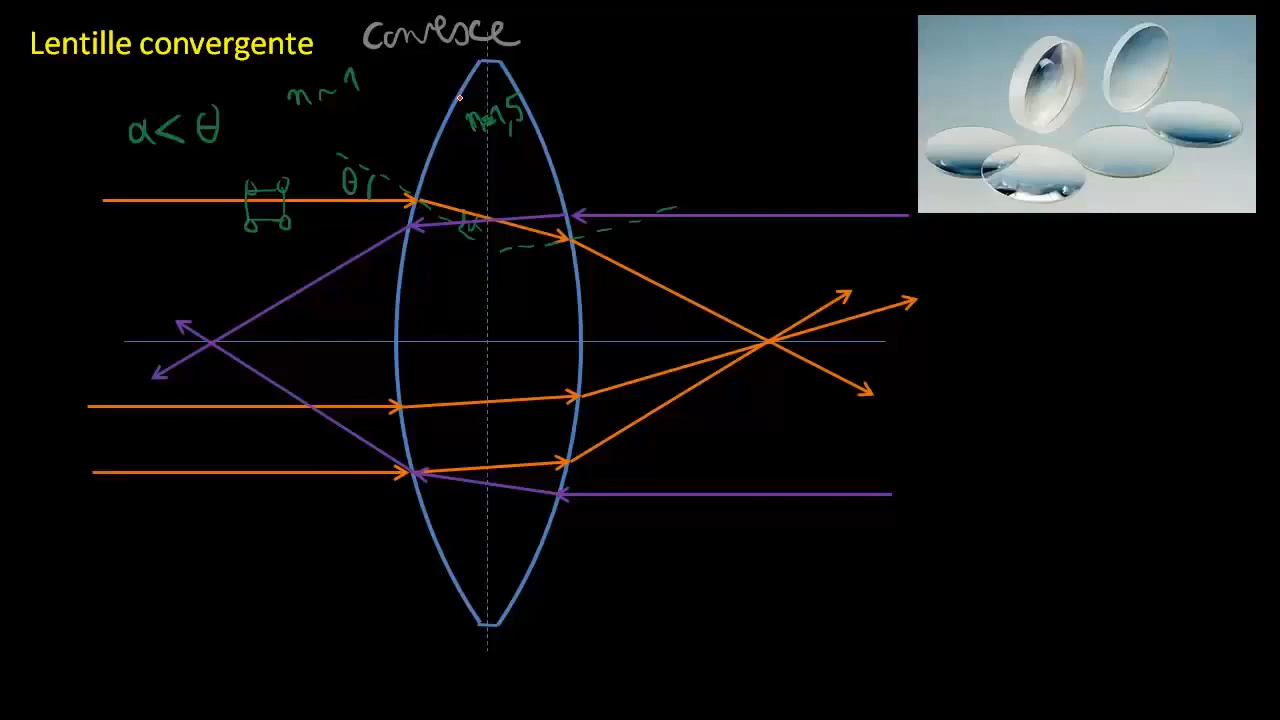 Lentille convergente
convexe
n ~ 1
α < θ
n=1,5
θ
α